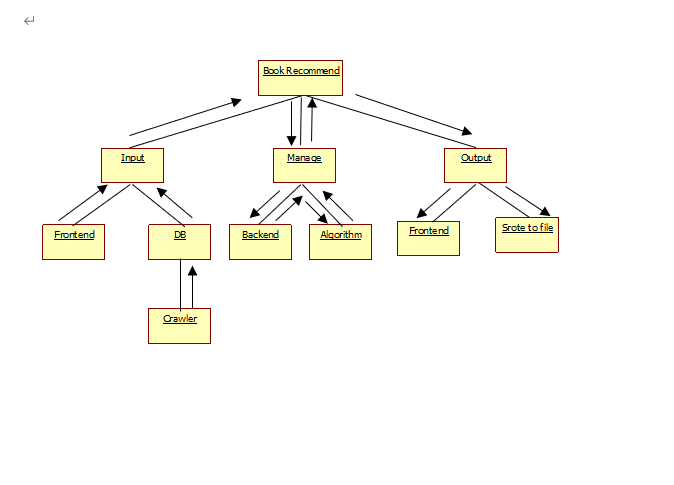 Book Recommend
Input
Manage
Output
Frontend
DB
Backend
Algorithm
Frontend
Srote to file
Crawler